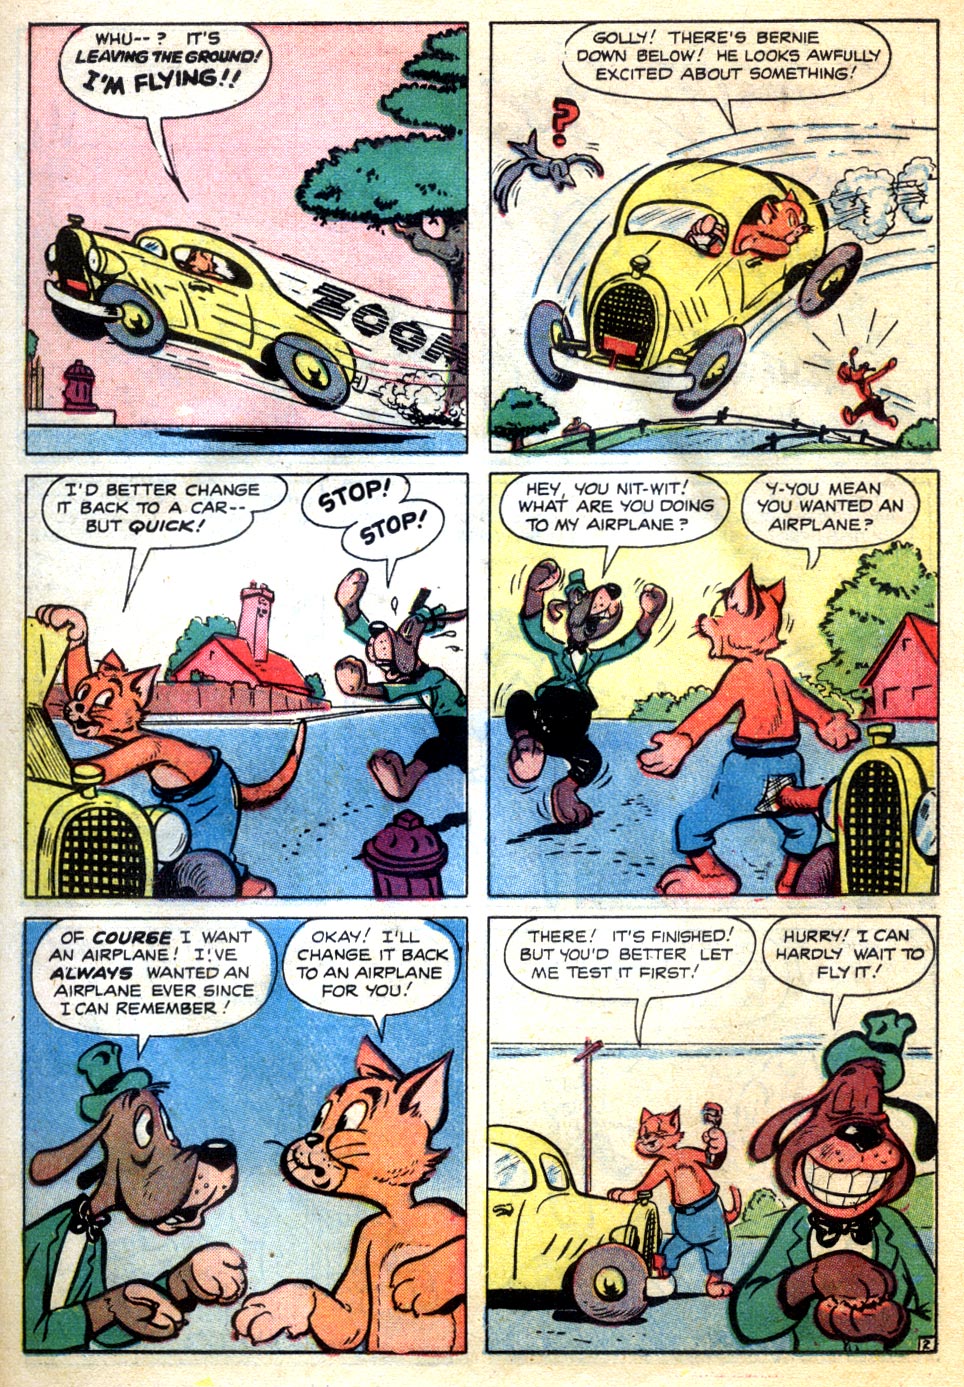 WHU--? IT'S
LEAVING THE GROUND!
I'M FLYING!!
ZOOM
GOLLY! THERE'S BERNIE
DOWN BELOW! HE LOOKS AWFULLY
EXCITED ABOUT SOMETHING!
?
I'D BETTER CHANGE
IT BACK TO A CAR--
BUT QUICK!
STOP!
STOP!
HEY, YOU NIT-WIT!
WHAT ARE YOU DOING
TO MY AIRPLANE?
Y-YOU MEAN
YOU WANTED AN
AIRPLANE?
OF COURSE I WANT
AN AIRPLANE! I'VE
ALWAYS WANTED AN
AIRPLANE EVER SINCE
I CAN REMEMBER!
OKAY! I'LL
CHANGE IT BACK
TO AN AIRPLANE
FOR YOU!
THERE! IT'S FINISHED!
BUT YOU'D BETTER LET
ME TEST IT FIRST!
HURRY! I CAN
HARDLY WAIT TO
FLY IT!
2